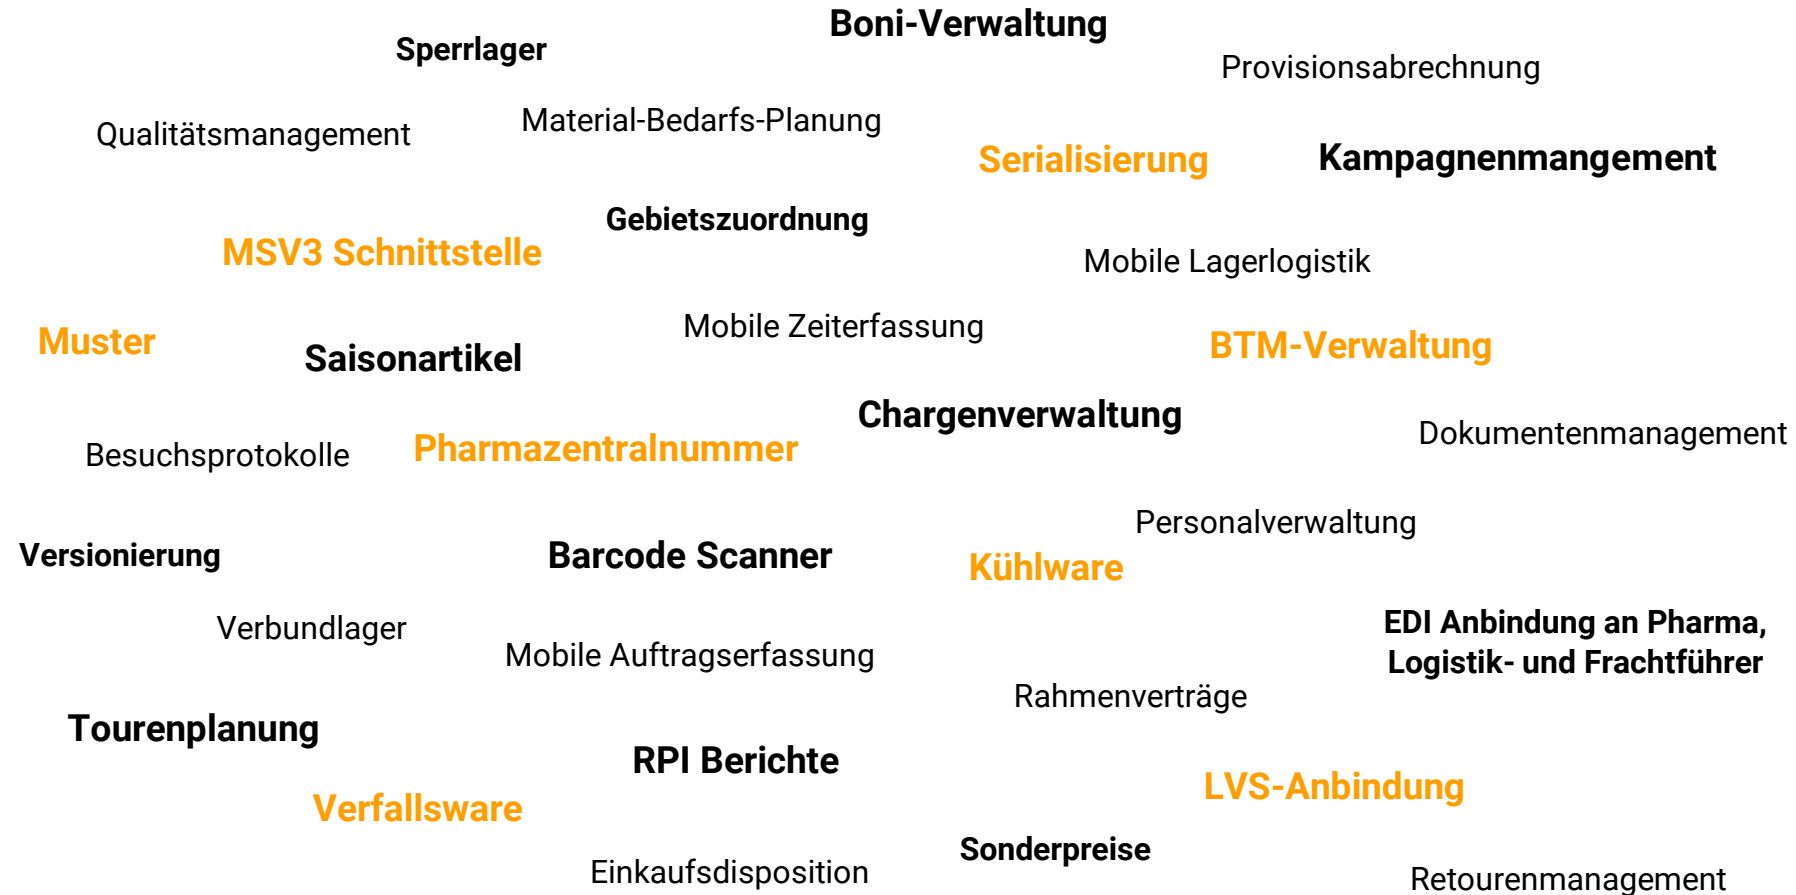 Boni-Verwaltung
Sperrlager
Provisionsabrechnung
Material-Bedarfs-Planung
Qualitätsmanagement
Serialisierung
Kampagnenmangement
Gebietszuordnung
MSV3 Schnittstelle
Mobile Lagerlogistik
Mobile Zeiterfassung
Muster
BTM-Verwaltung
Saisonartikel
Chargenverwaltung
Dokumentenmanagement
Pharmazentralnummer
Besuchsprotokolle
Personalverwaltung
Versionierung
Barcode Scanner
Kühlware
EDI Anbindung an Pharma,
Logistik- und Frachtführer
Verbundlager
Mobile Auftragserfassung
Rahmenverträge
Tourenplanung
RPI Berichte
LVS-Anbindung
Verfallsware
Sonderpreise
Einkaufsdisposition
Retourenmanagement